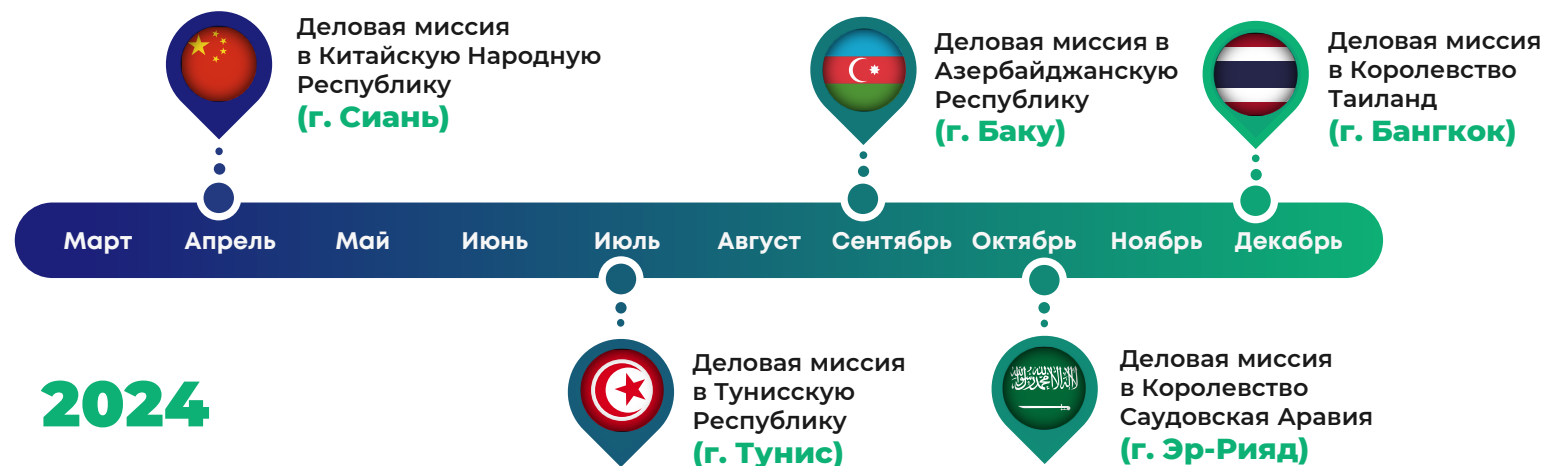 Деловая миссия
в Китайскую Народную
Республику
(г. Сиань)
Деловая миссия в
Азербайджанскую
Республику
(г. Баку)
Деловая миссия
в Королевство
Таиланд
(г. Бангкок)
Март Апрель Май Июнь Июль Август Сентябрь Октябрь Ноябрь Декабрь
2024
Деловая миссия
в Тунисскую
Республику
(г. Тунис)
Деловая миссия
в Королевство
Саудовская Аравия
(г. Эр-Рияд)